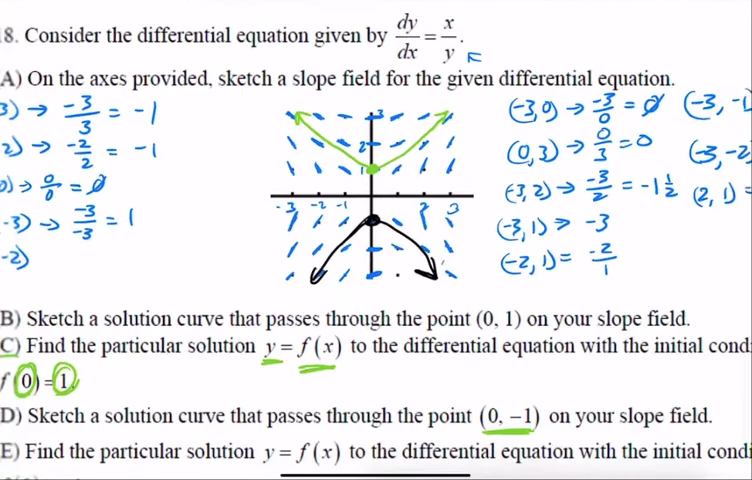 8. Consider the differential equation given by dy/dx = x/y.
A) On the axes provided, sketch a slope field for the given differential equation.
3) → -3/3 = -1
2) → -2/2 = -1
0) → 0/0 = Ø
-3) → -3/-3 = 1
-2)
3
2
1
-3 -2 -1 2 3
(-3,0) → -3/0 = Ø
(0,3) → 0/3 = 0
(-3,2) → -3/2 = -1 1/2
(-3,1) → -3
(-2,1) = -2/1
(-3,-1
(-3,-2
(2,1) =
B) Sketch a solution curve that passes through the point (0, 1) on your slope field.
C) Find the particular solution y = f(x) to the differential equation with the initial cond
f(0)=1.
D) Sketch a solution curve that passes through the point (0, −1) on your slope field.
E) Find the particular solution y = f(x) to the differential equation with the initial condi